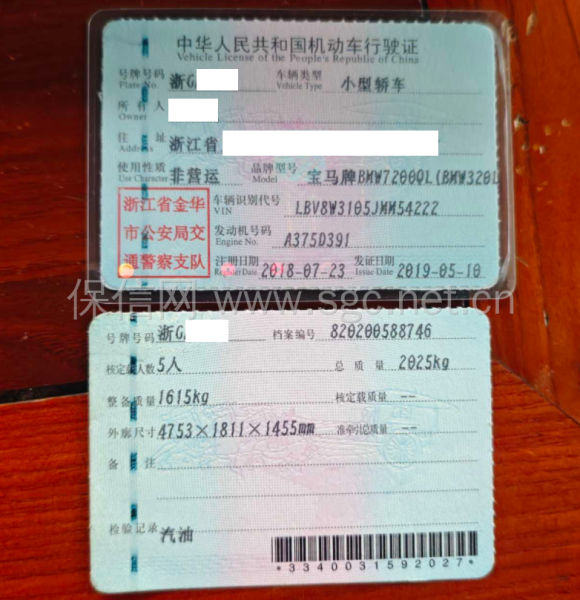 中华人民共和国机动车行驶证
Vehicle License of the People's Republic of China
号牌号码 Plate No. 浙G 车辆类型 Vehicle Type 小型轿车
所有人 Owner
住址 Address 浙江省
使用性质 Use Character 非营运 品牌型号 Model 宝马牌BMW7200QL(BMW320L
浙江省金华市公安局交通警察支队
车辆识别代号 VIN LBV8W3105JMM54222
发动机号码 Engine No. A375D391
注册日期 Register Date 2018-07-23 发证日期 Issue Date 2019-05-10
保信网 www.sgc.net.cn
号牌号码 浙G 档案编号 820200588746
核定载人数 5人 总质量 2025kg
整备质量 1615kg 核定载质量 --
外廓尺寸 4753×1811×1455mm 准牵引总质量 --
备注
检验记录 汽油
*3340031592027*